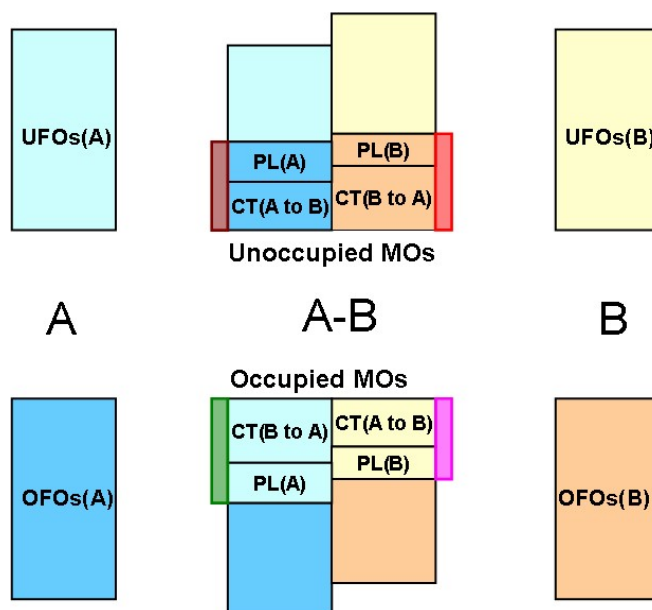 UFOs(A)
PL(A)
PL(B)
UFOs(B)
CT(A to B)
CT(B to A)
Unoccupied MOs
A
A-B
B
Occupied MOs
CT(B to A)
CT(A to B)
PL(A)
PL(B)
OFOs(A)
OFOs(B)